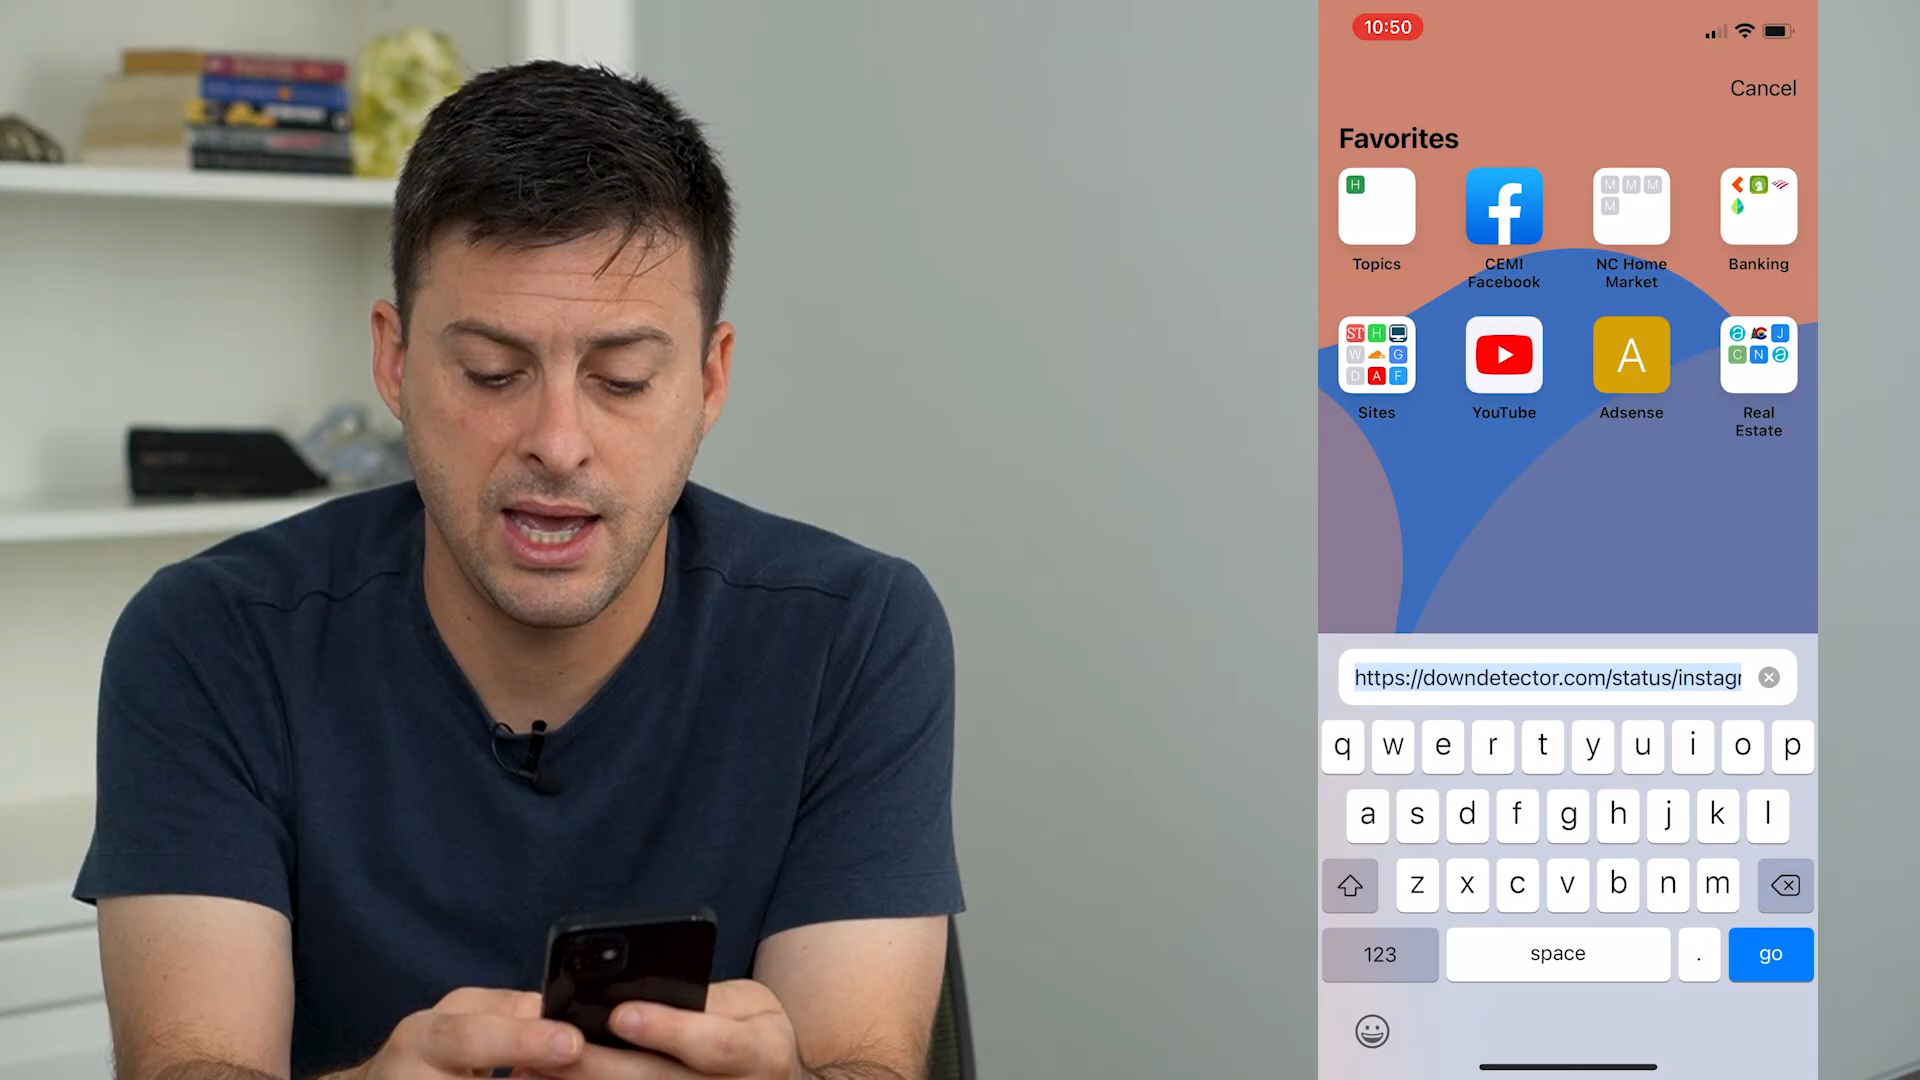 10:50
Cancel
Favorites
H
M M M
M
Topics
CEMI
Facebook
NC Home
Market
Banking
ST H
W G
D A F
A
J
C N
Sites
YouTube
Adsense
Real
Estate
https://downdetector.com/status/instagr
q w e r t y u i o p
a s d f g h j k l
z x c v b n m
123
space
.
go